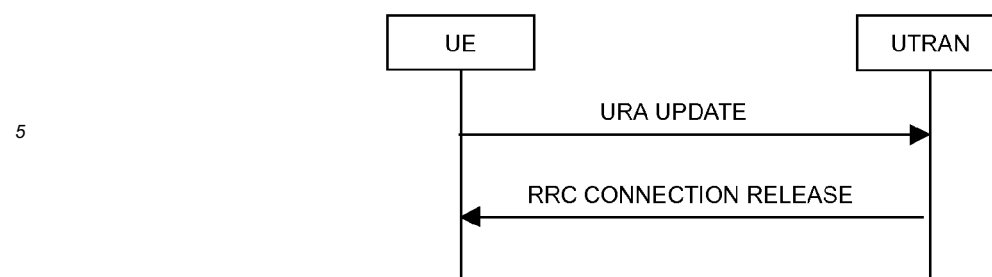 UE UTRAN
URA UPDATE
5
RRC CONNECTION RELEASE